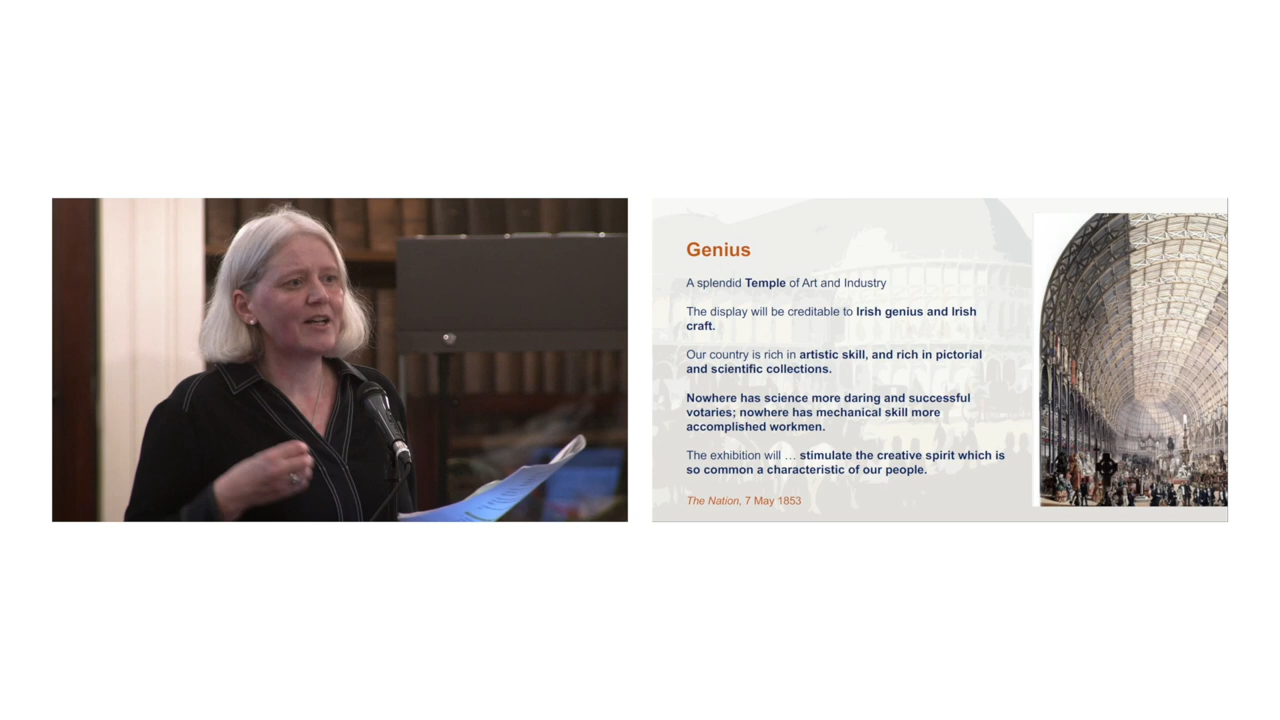 Genius
A splendid Temple of Art and Industry
The display will be creditable to Irish genius and Irish
craft.
Our country is rich in artistic skill, and rich in pictorial
and scientific collections.
Nowhere has science more daring and successful
votaries; nowhere has mechanical skill more
accomplished workmen.
The exhibition will … stimulate the creative spirit which is
so common a characteristic of our people.
The Nation, 7 May 1853